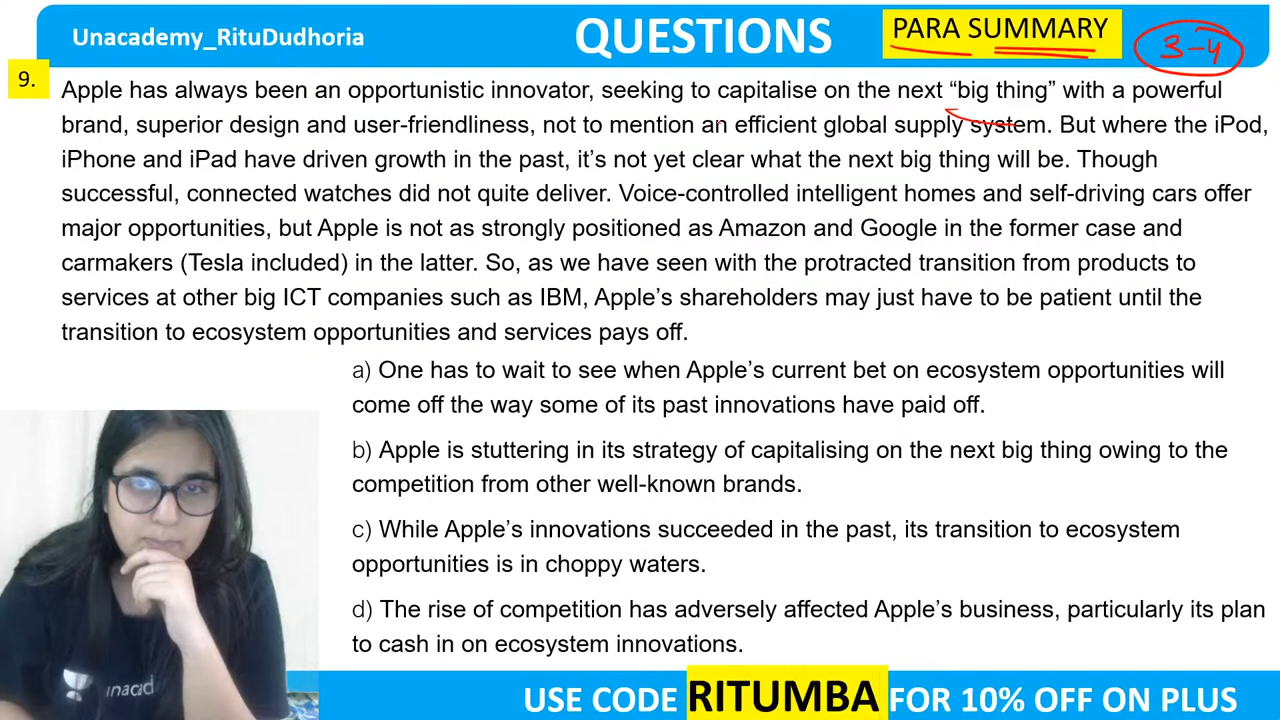 Unacademy_RituDudhoria
QUESTIONS
PARA SUMMARY
3-4
9.
Apple has always been an opportunistic innovator, seeking to capitalise on the next “big thing” with a powerful
brand, superior design and user-friendliness, not to mention an efficient global supply system. But where the iPod,
iPhone and iPad have driven growth in the past, it’s not yet clear what the next big thing will be. Though
successful, connected watches did not quite deliver. Voice-controlled intelligent homes and self-driving cars offer
major opportunities, but Apple is not as strongly positioned as Amazon and Google in the former case and
carmakers (Tesla included) in the latter. So, as we have seen with the protracted transition from products to
services at other big ICT companies such as IBM, Apple’s shareholders may just have to be patient until the
transition to ecosystem opportunities and services pays off.
a) One has to wait to see when Apple’s current bet on ecosystem opportunities will
come off the way some of its past innovations have paid off.
b) Apple is stuttering in its strategy of capitalising on the next big thing owing to the
competition from other well-known brands.
c) While Apple’s innovations succeeded in the past, its transition to ecosystem
opportunities is in choppy waters.
d) The rise of competition has adversely affected Apple’s business, particularly its plan
to cash in on ecosystem innovations.
unacad
USE CODE RITUMBA FOR 10% OFF ON PLUS